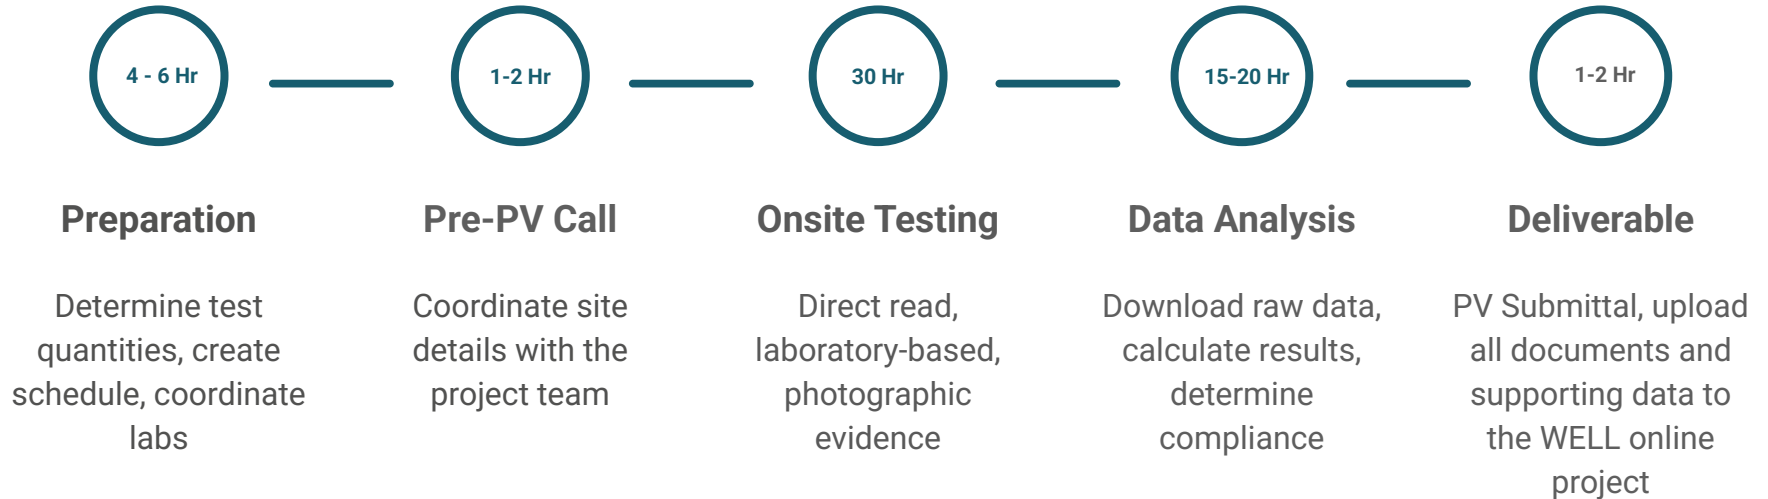 4 - 6 Hr
1-2 Hr
30 Hr
15-20 Hr
1-2 Hr
Preparation
Determine test
quantities, create
schedule, coordinate
labs
Pre-PV Call
Coordinate site
details with the
project team
Onsite Testing
Direct read,
laboratory-based,
photographic
evidence
Data Analysis
Download raw data,
calculate results,
determine
compliance
Deliverable
PV Submittal, upload
all documents and
supporting data to
the WELL online
project